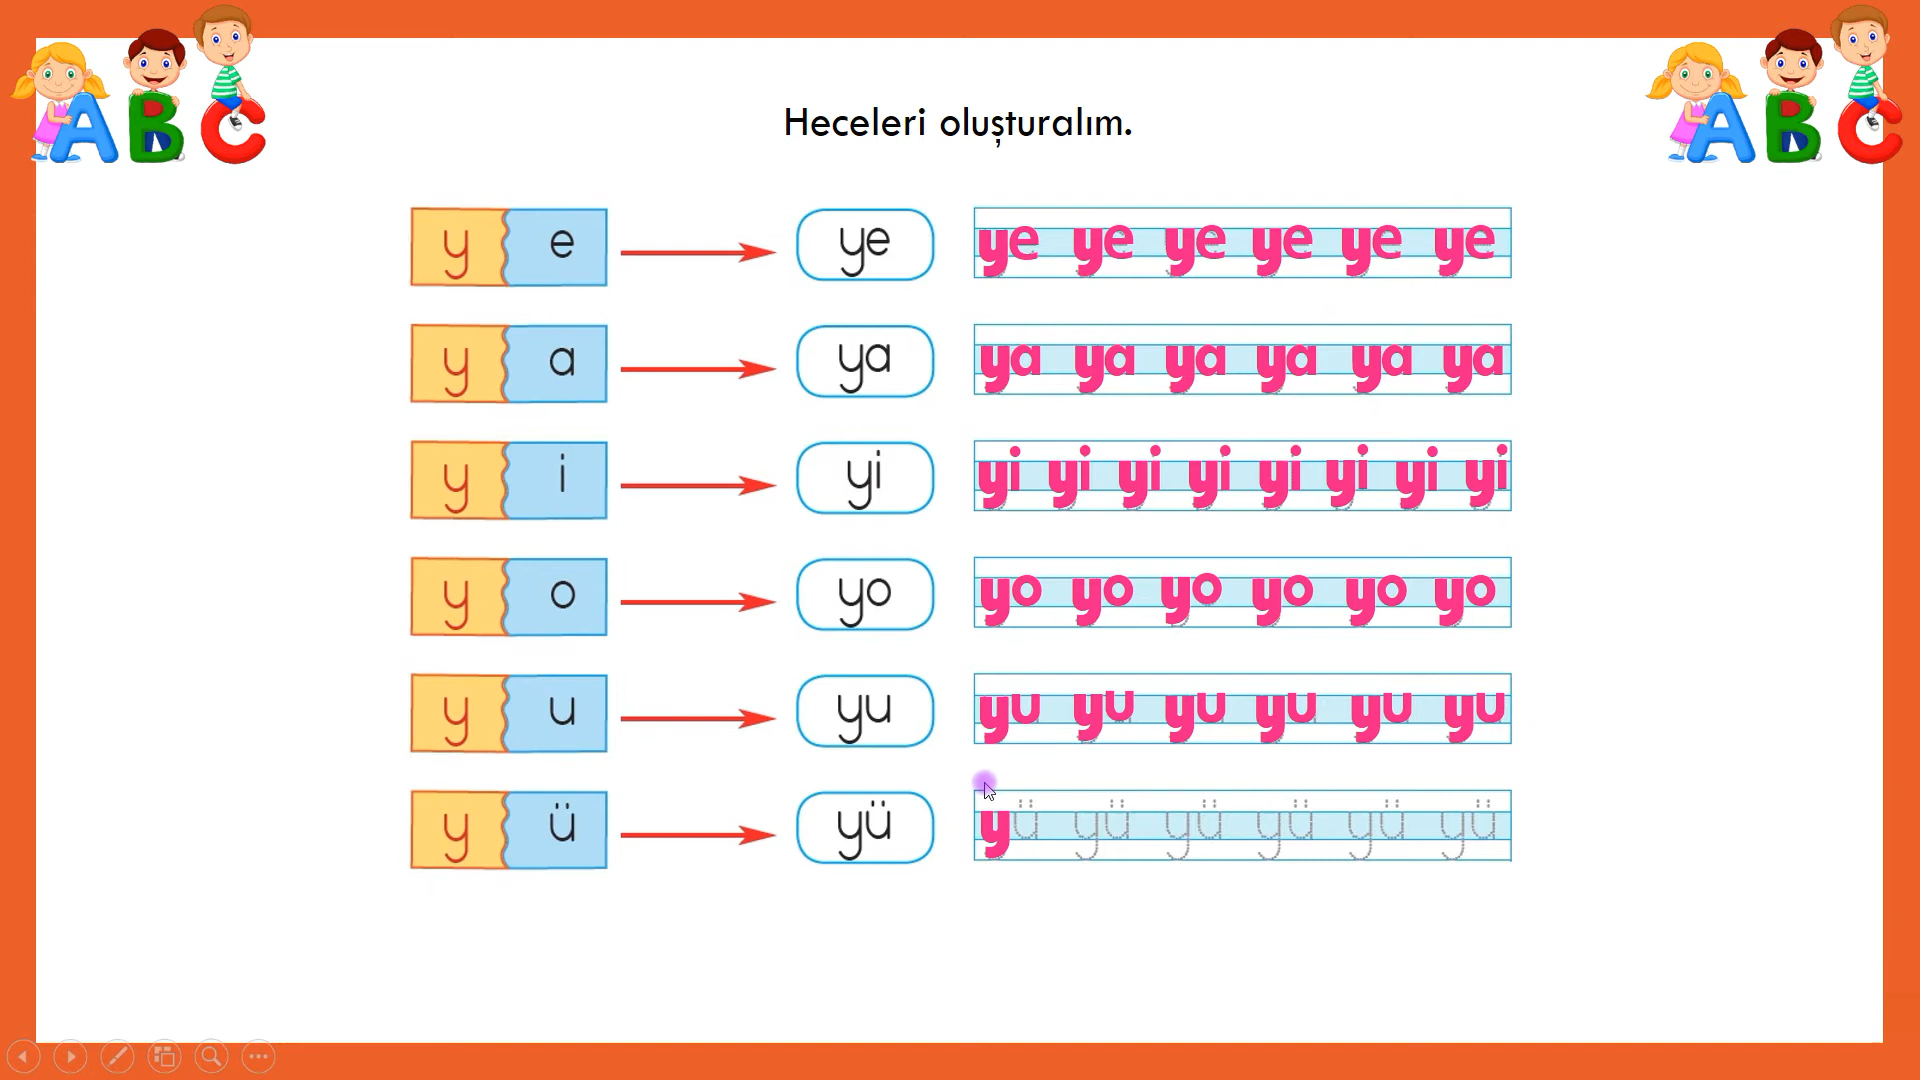 A B C
A B C
Heceleri oluşturalım.
y e ye ye ye ye ye ye ye
y a ya ya ya ya ya ya ya
y i yi yi yi yi yi yi yi yi yi
y o yo yo yo yo yo yo yo
y u yu yu yu yu yu yu yu
y ü yü yü yü yü yü yü yü